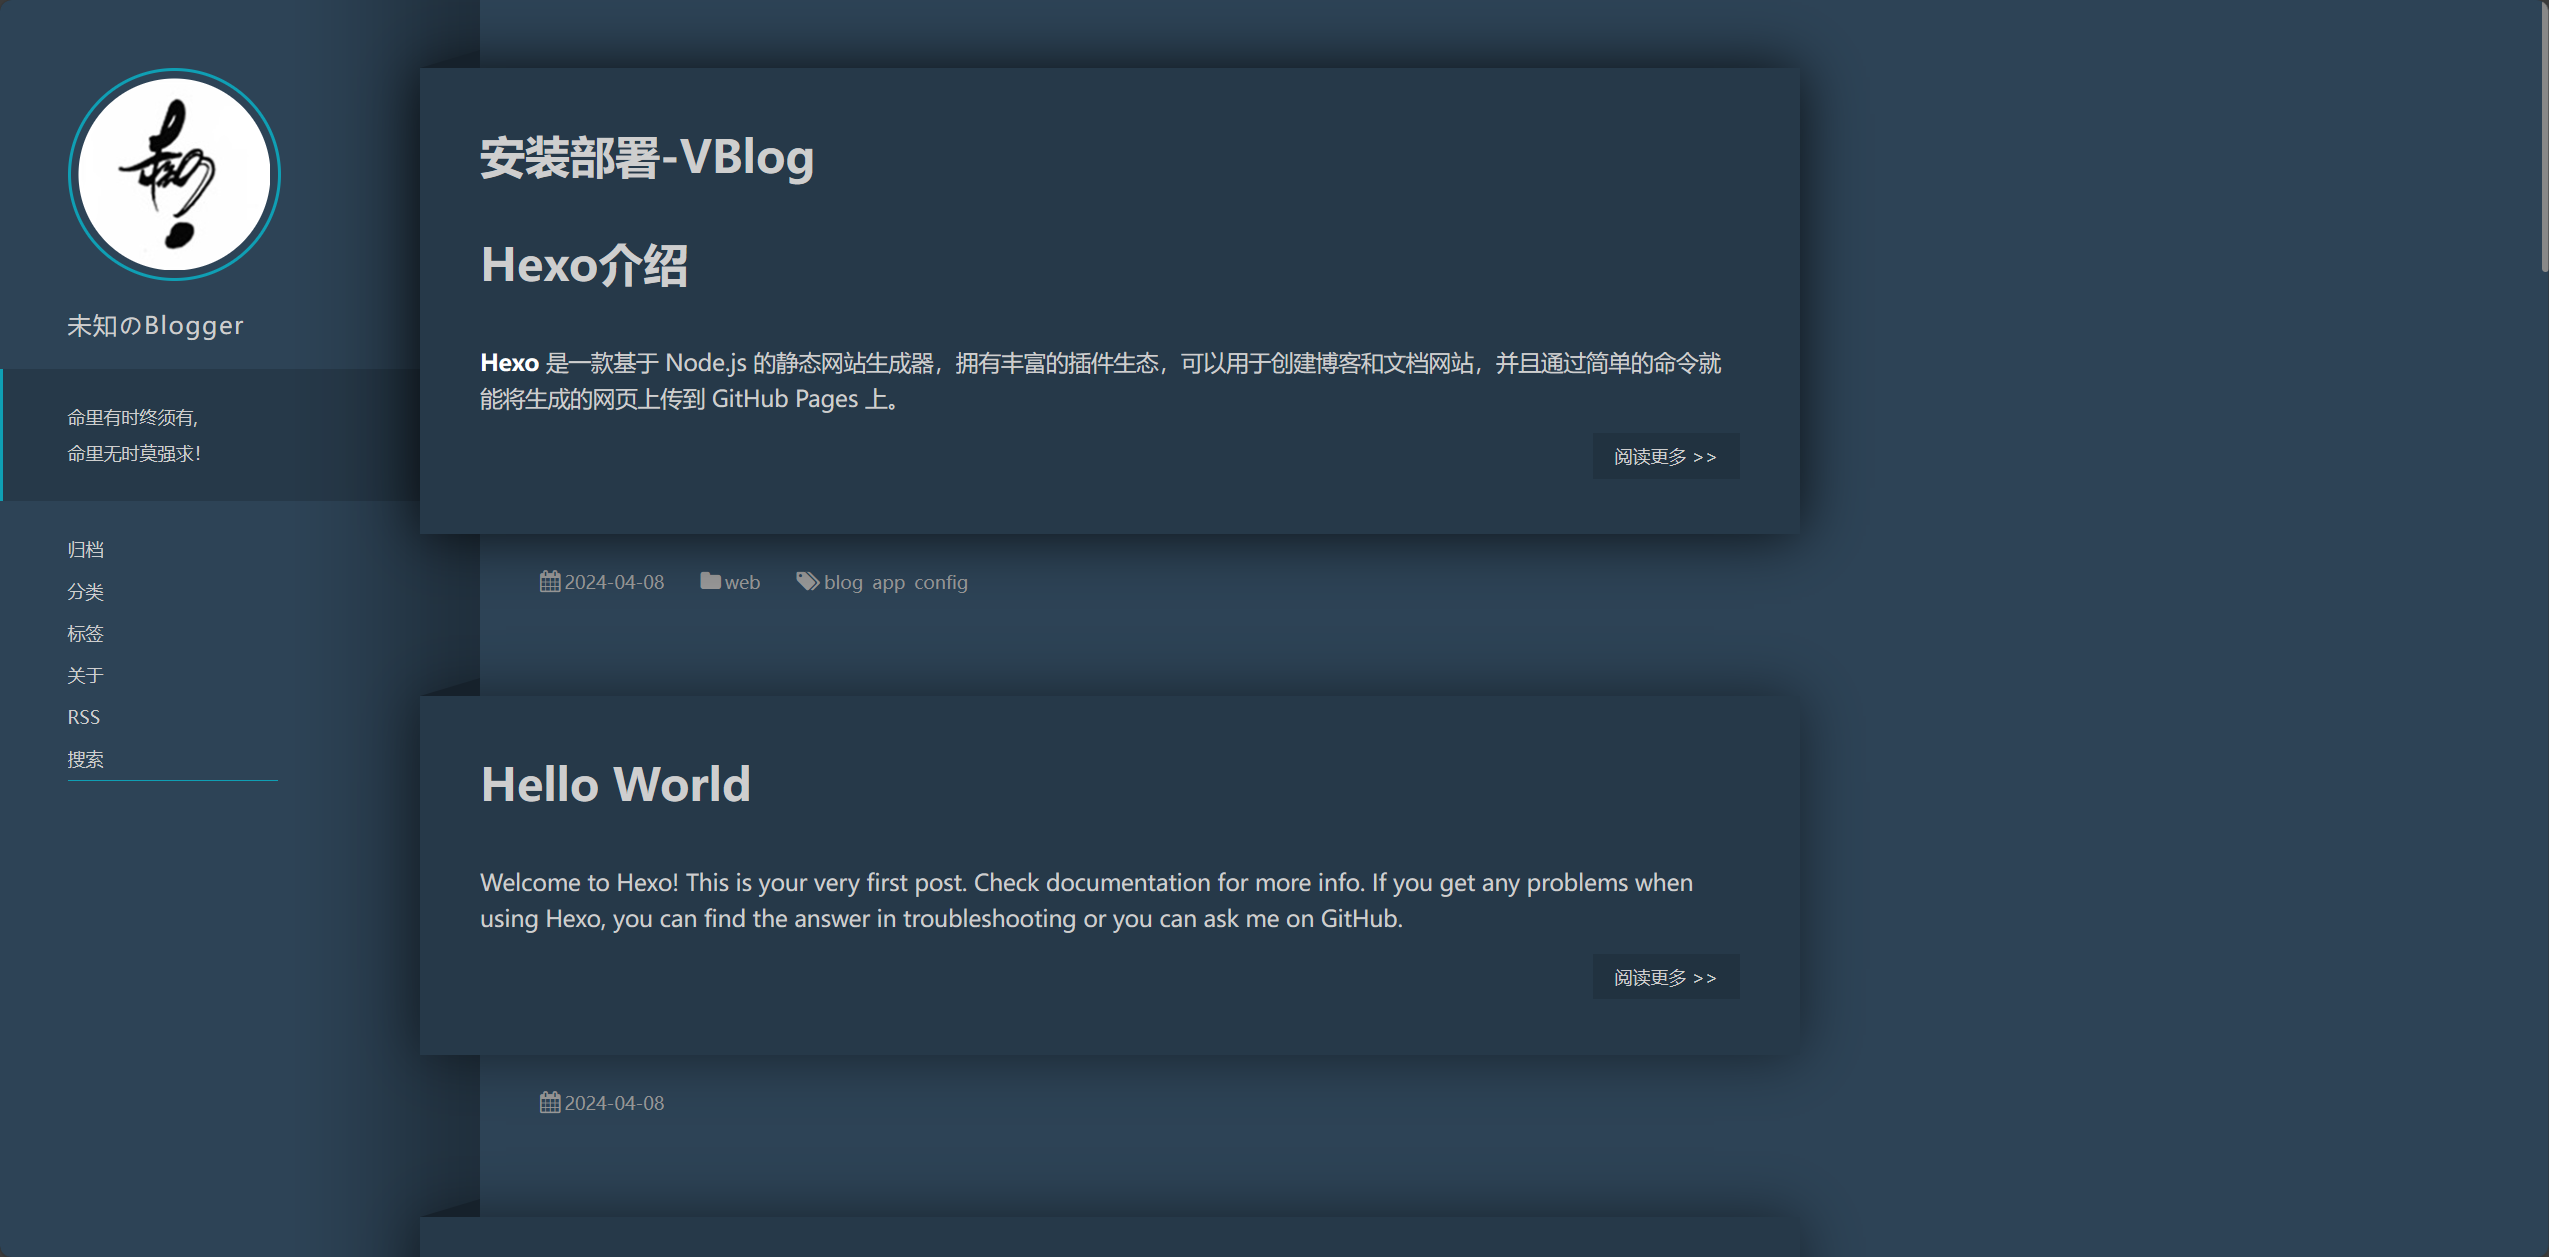 未知のBlogger
命里有时终须有,
命里无时莫强求！
归档
分类
标签
关于
RSS
搜索
安装部署-VBlog
Hexo介绍
Hexo 是一款基于 Node.js 的静态网站生成器，拥有丰富的插件生态，可以用于创建博客和文档网站，并且通过简单的命令就
能将生成的网页上传到 GitHub Pages 上。
阅读更多 >>
2024-04-08 web blog app config
Hello World
Welcome to Hexo! This is your very first post. Check documentation for more info. If you get any problems when
using Hexo, you can find the answer in troubleshooting or you can ask me on GitHub.
阅读更多 >>
2024-04-08